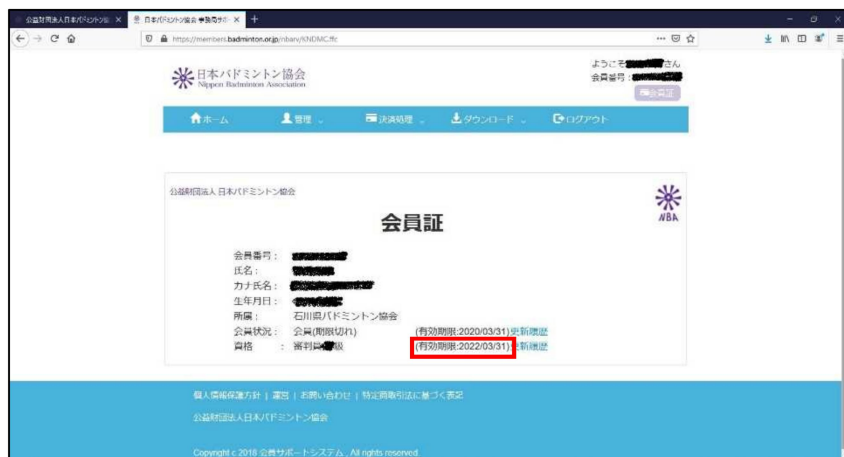 公益財団法人日本バドミントン協
日本バドミントン協会 事務局サポ
https://members.badminton.or.jp/nbarv/KNDMC.ffc
日本バドミントン協会
Nippon Badminton Association
ようこそ さん
会員番号:
会員証
ホーム 管理 決済処理 ダウンロード ログアウト
公益財団法人 日本バドミントン協会
NBA
会員証
会員番号:
氏名:
カナ氏名:
生年月日:
所属: 石川県バドミントン協会
会員状況: 会員(期限切れ) (有効期限:2020/03/31)更新履歴
資格 : 審判員 級 (有効期限:2022/03/31)更新履歴
個人情報保護方針 | 運営 | お問い合わせ | 特定商取引法に基づく表記
公益財団法人日本バドミントン協会
Copyright c 2018 会員サポートシステム , All rights reserved